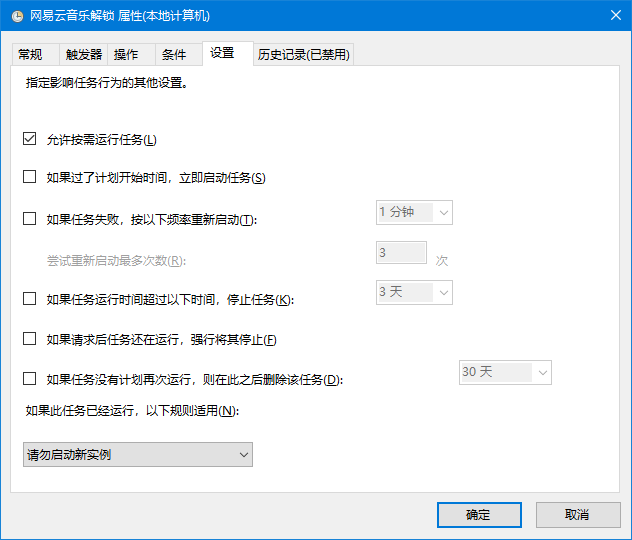 网易云音乐解锁 属性(本地计算机)
常规 触发器 操作 条件 设置 历史记录(已禁用)
指定影响任务行为的其他设置。
允许按需运行任务(L)
如果过了计划开始时间，立即启动任务(S)
如果任务失败，按以下频率重新启动(T): 1 分钟
尝试重新启动最多次数(R): 3 次
如果任务运行时间超过以下时间，停止任务(K): 3 天
如果请求后任务还在运行，强行将其停止(F)
如果任务没有计划再次运行，则在此之后删除该任务(D): 30 天
如果此任务已经运行，以下规则适用(N):
请勿启动新实例
确定 取消